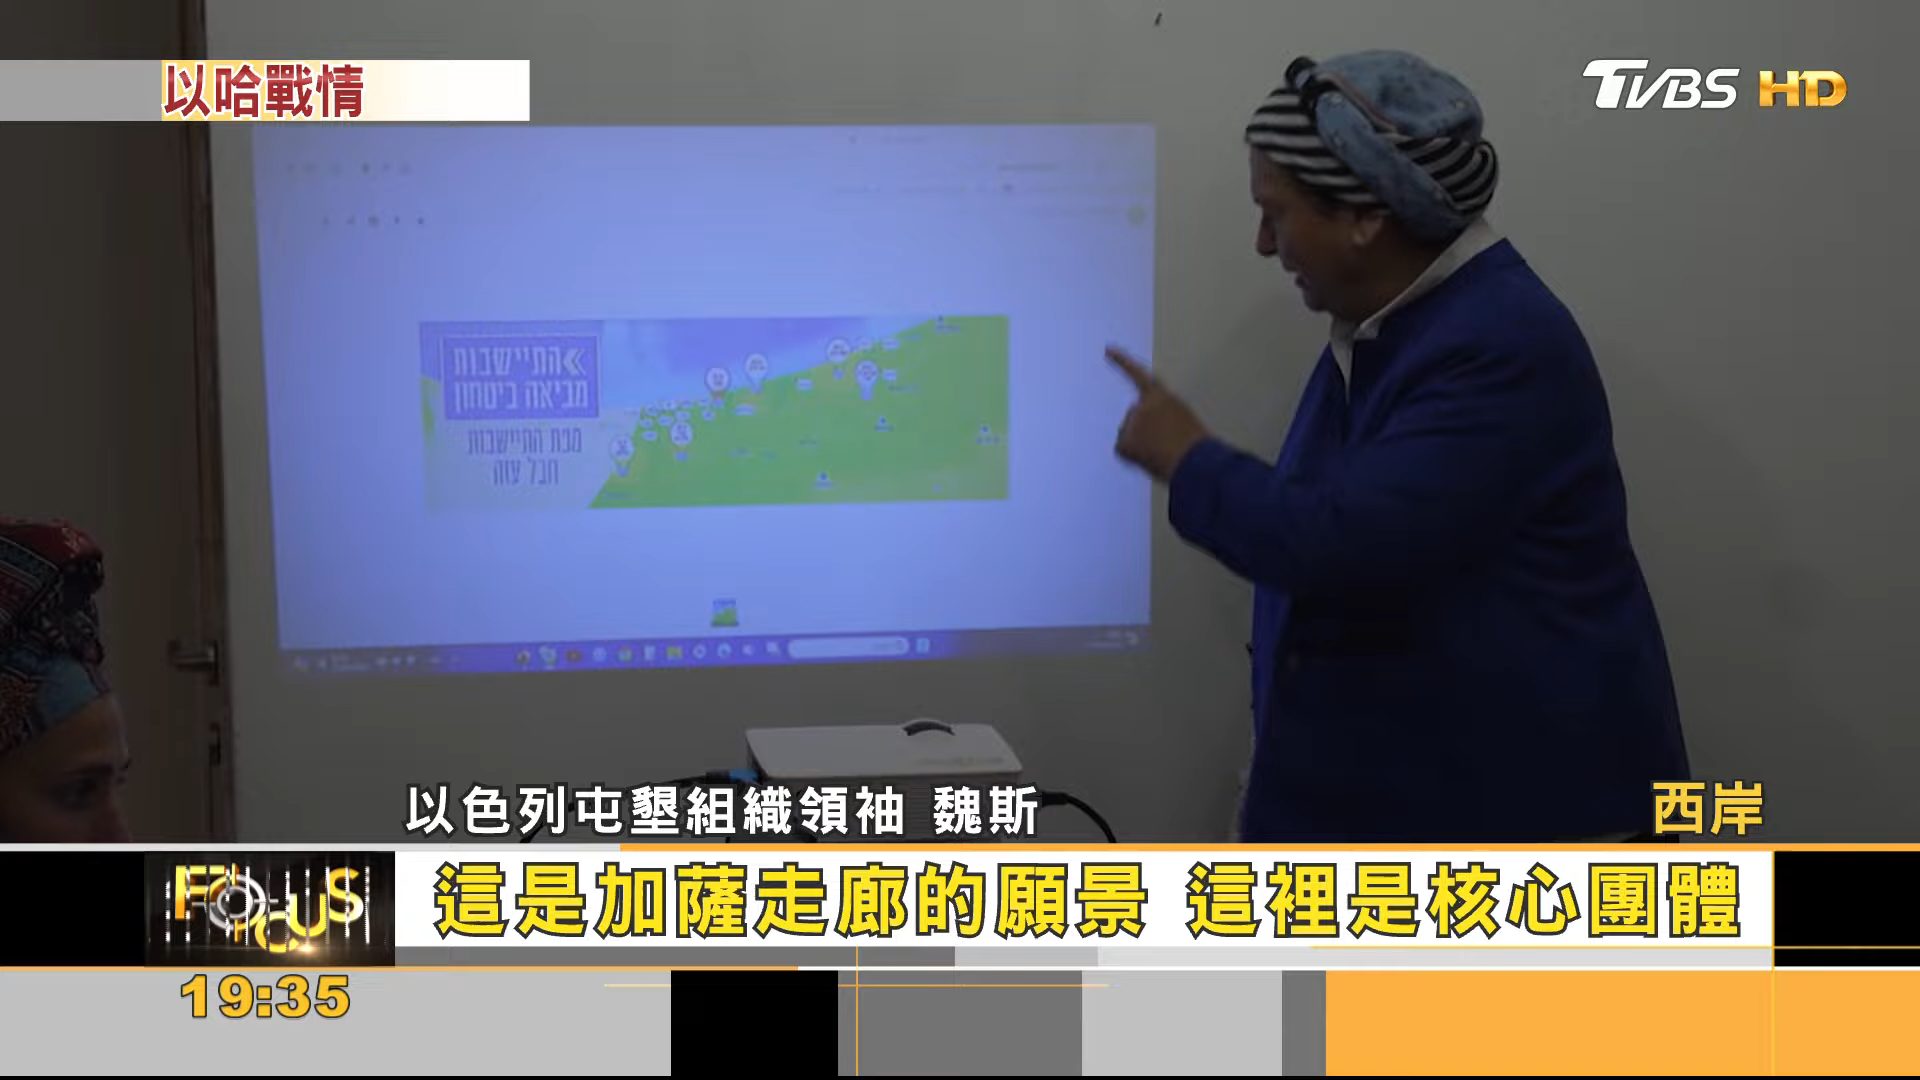 以哈戰情
TVBS HD
התיישבות
מביאה ביטחון
מפת התיישבות
חבל עזה
以色列屯墾組織領袖 魏斯
西岸
這是加薩走廊的願景 這裡是核心團體
FOCUS
19:35